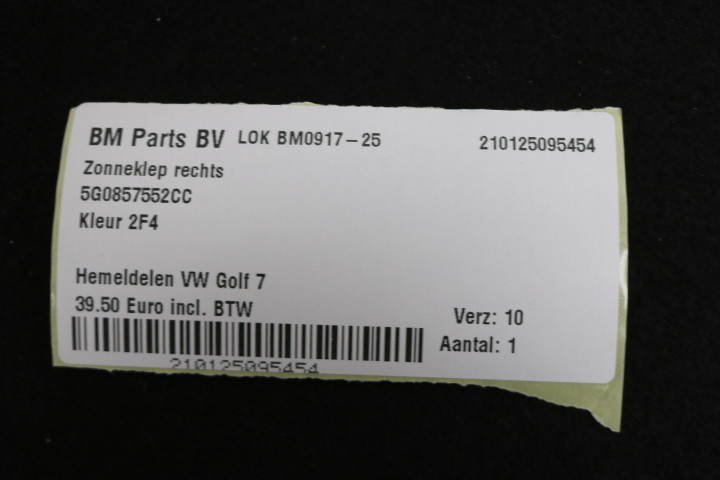 BM Parts BV LOK BM0917-25 210125095454
Zonneklep rechts
5G0857552CC
Kleur 2F4
Hemeldelen VW Golf 7
39.50 Euro incl. BTW
Verz: 10
Aantal: 1
210125095454